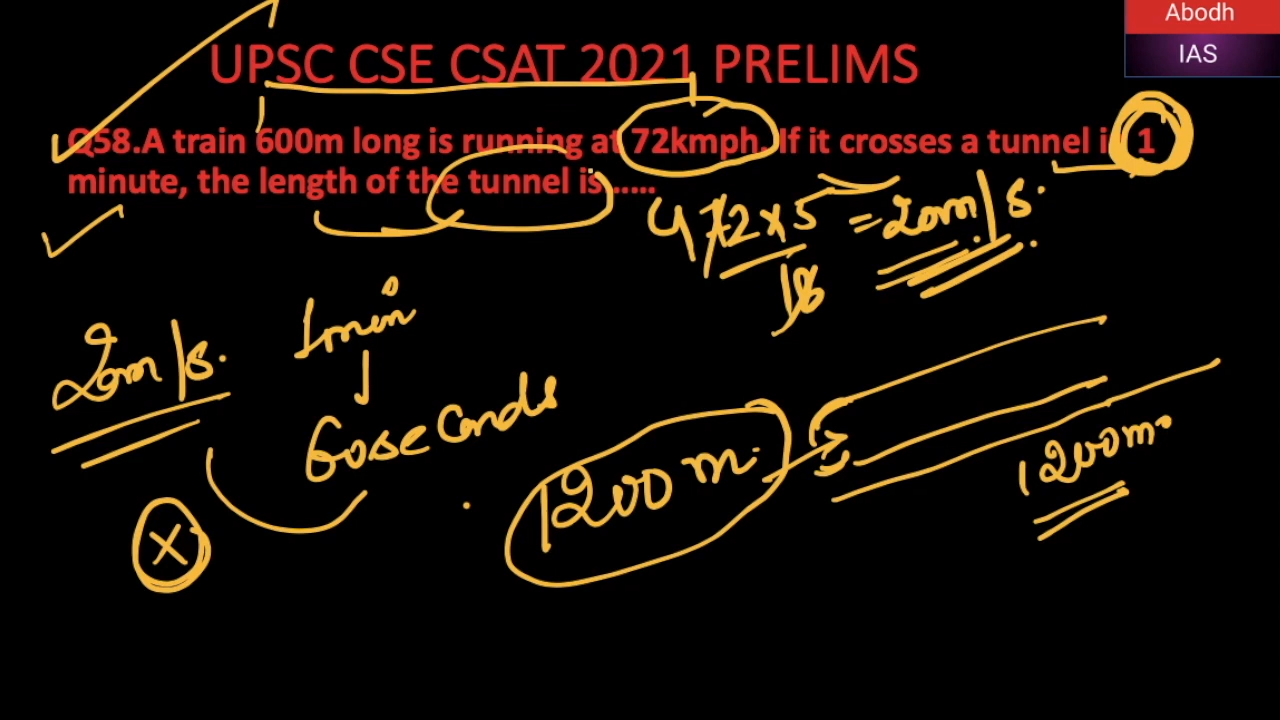 Abodh
IAS
UPSC CSE CSAT 2021 PRELIMS
Q58.A train 600m long is running at 72kmph. If it crosses a tunnel in 1
minute, the length of the tunnel is......
4 72 x 5 = 20m/s.
18
20m/s. 1min
60seconds
1200m.
1200m.
X